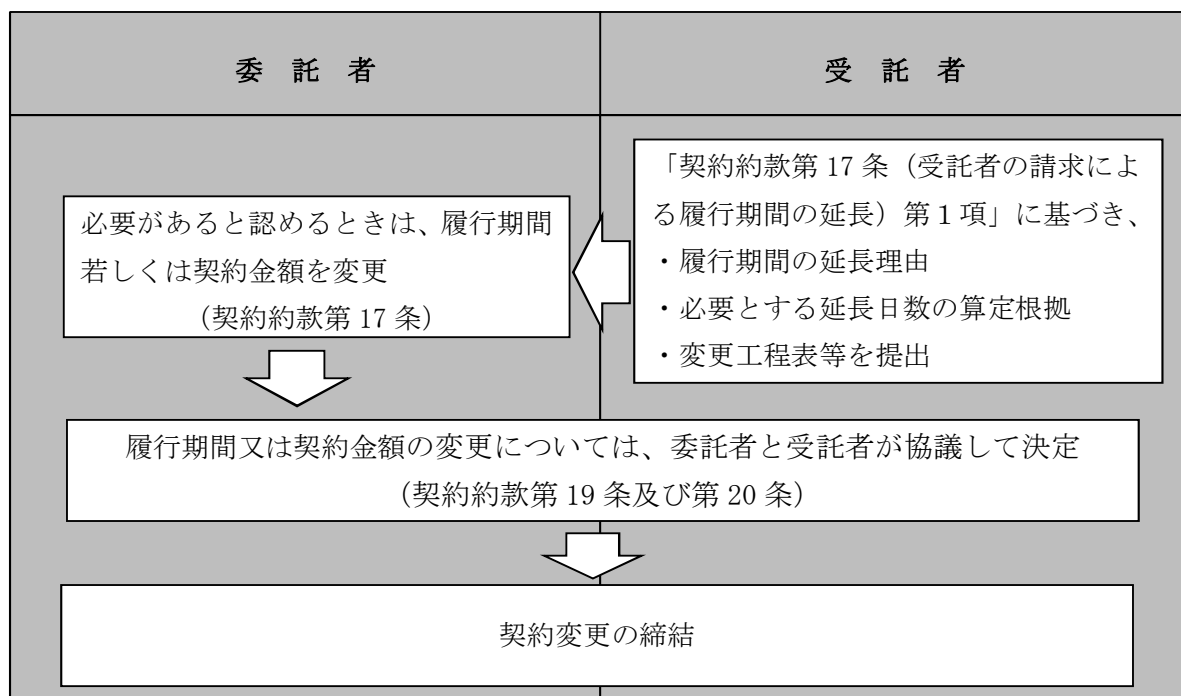 委 託 者
受 託 者
「契約約款第 17 条（受託者の請求によ
る履行期間の延長）第１項」に基づき、
・履行期間の延長理由
・必要とする延長日数の算定根拠
・変更工程表等を提出
必要があると認めるときは、履行期間
若しくは契約金額を変更
（契約約款第 17 条）
履行期間又は契約金額の変更については、委託者と受託者が協議して決定
（契約約款第 19 条及び第 20 条）
契約変更の締結